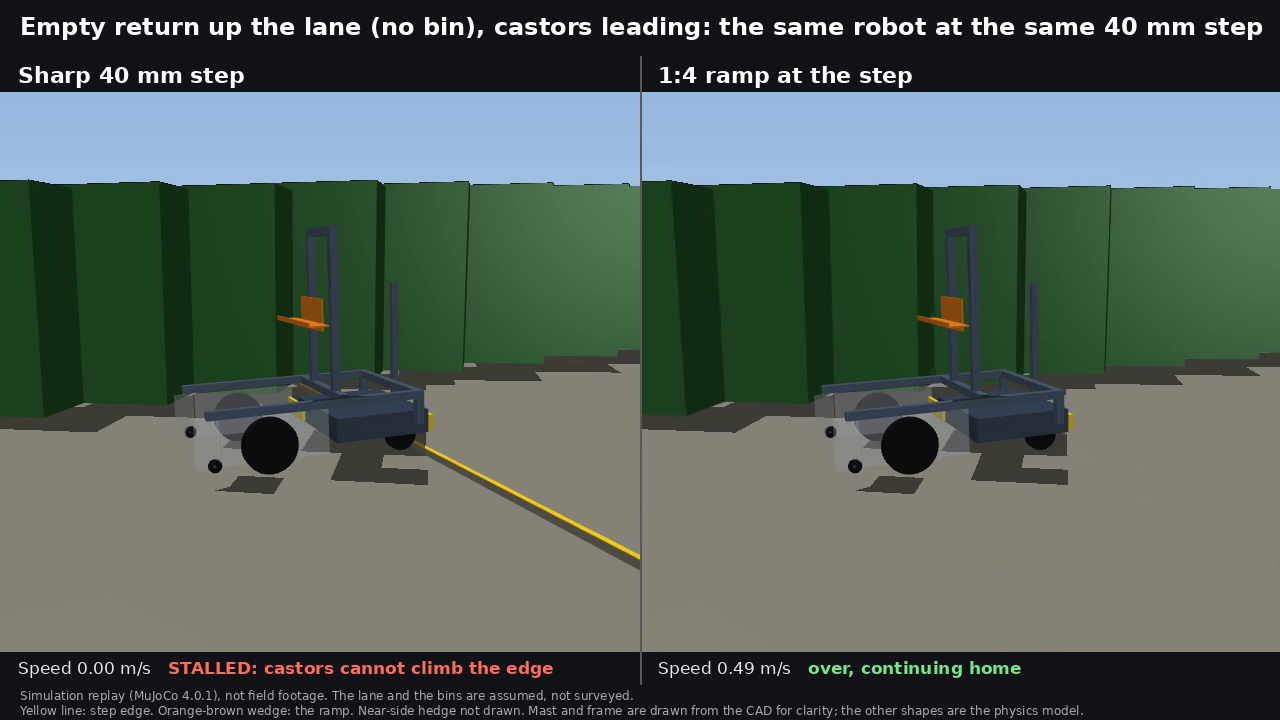 Empty return up the lane (no bin), castors leading: the same robot at the same 40 mm step
Sharp 40 mm step
1:4 ramp at the step
Speed 0.00 m/s STALLED: castors cannot climb the edge
Speed 0.49 m/s over, continuing home
Simulation replay (MuJoCo 4.0.1), not field footage. The lane and the bins are assumed, not surveyed.
Yellow line: step edge. Orange-brown wedge: the ramp. Near-side hedge not drawn. Mast and frame are drawn from the CAD for clarity; the other shapes are the physics model.